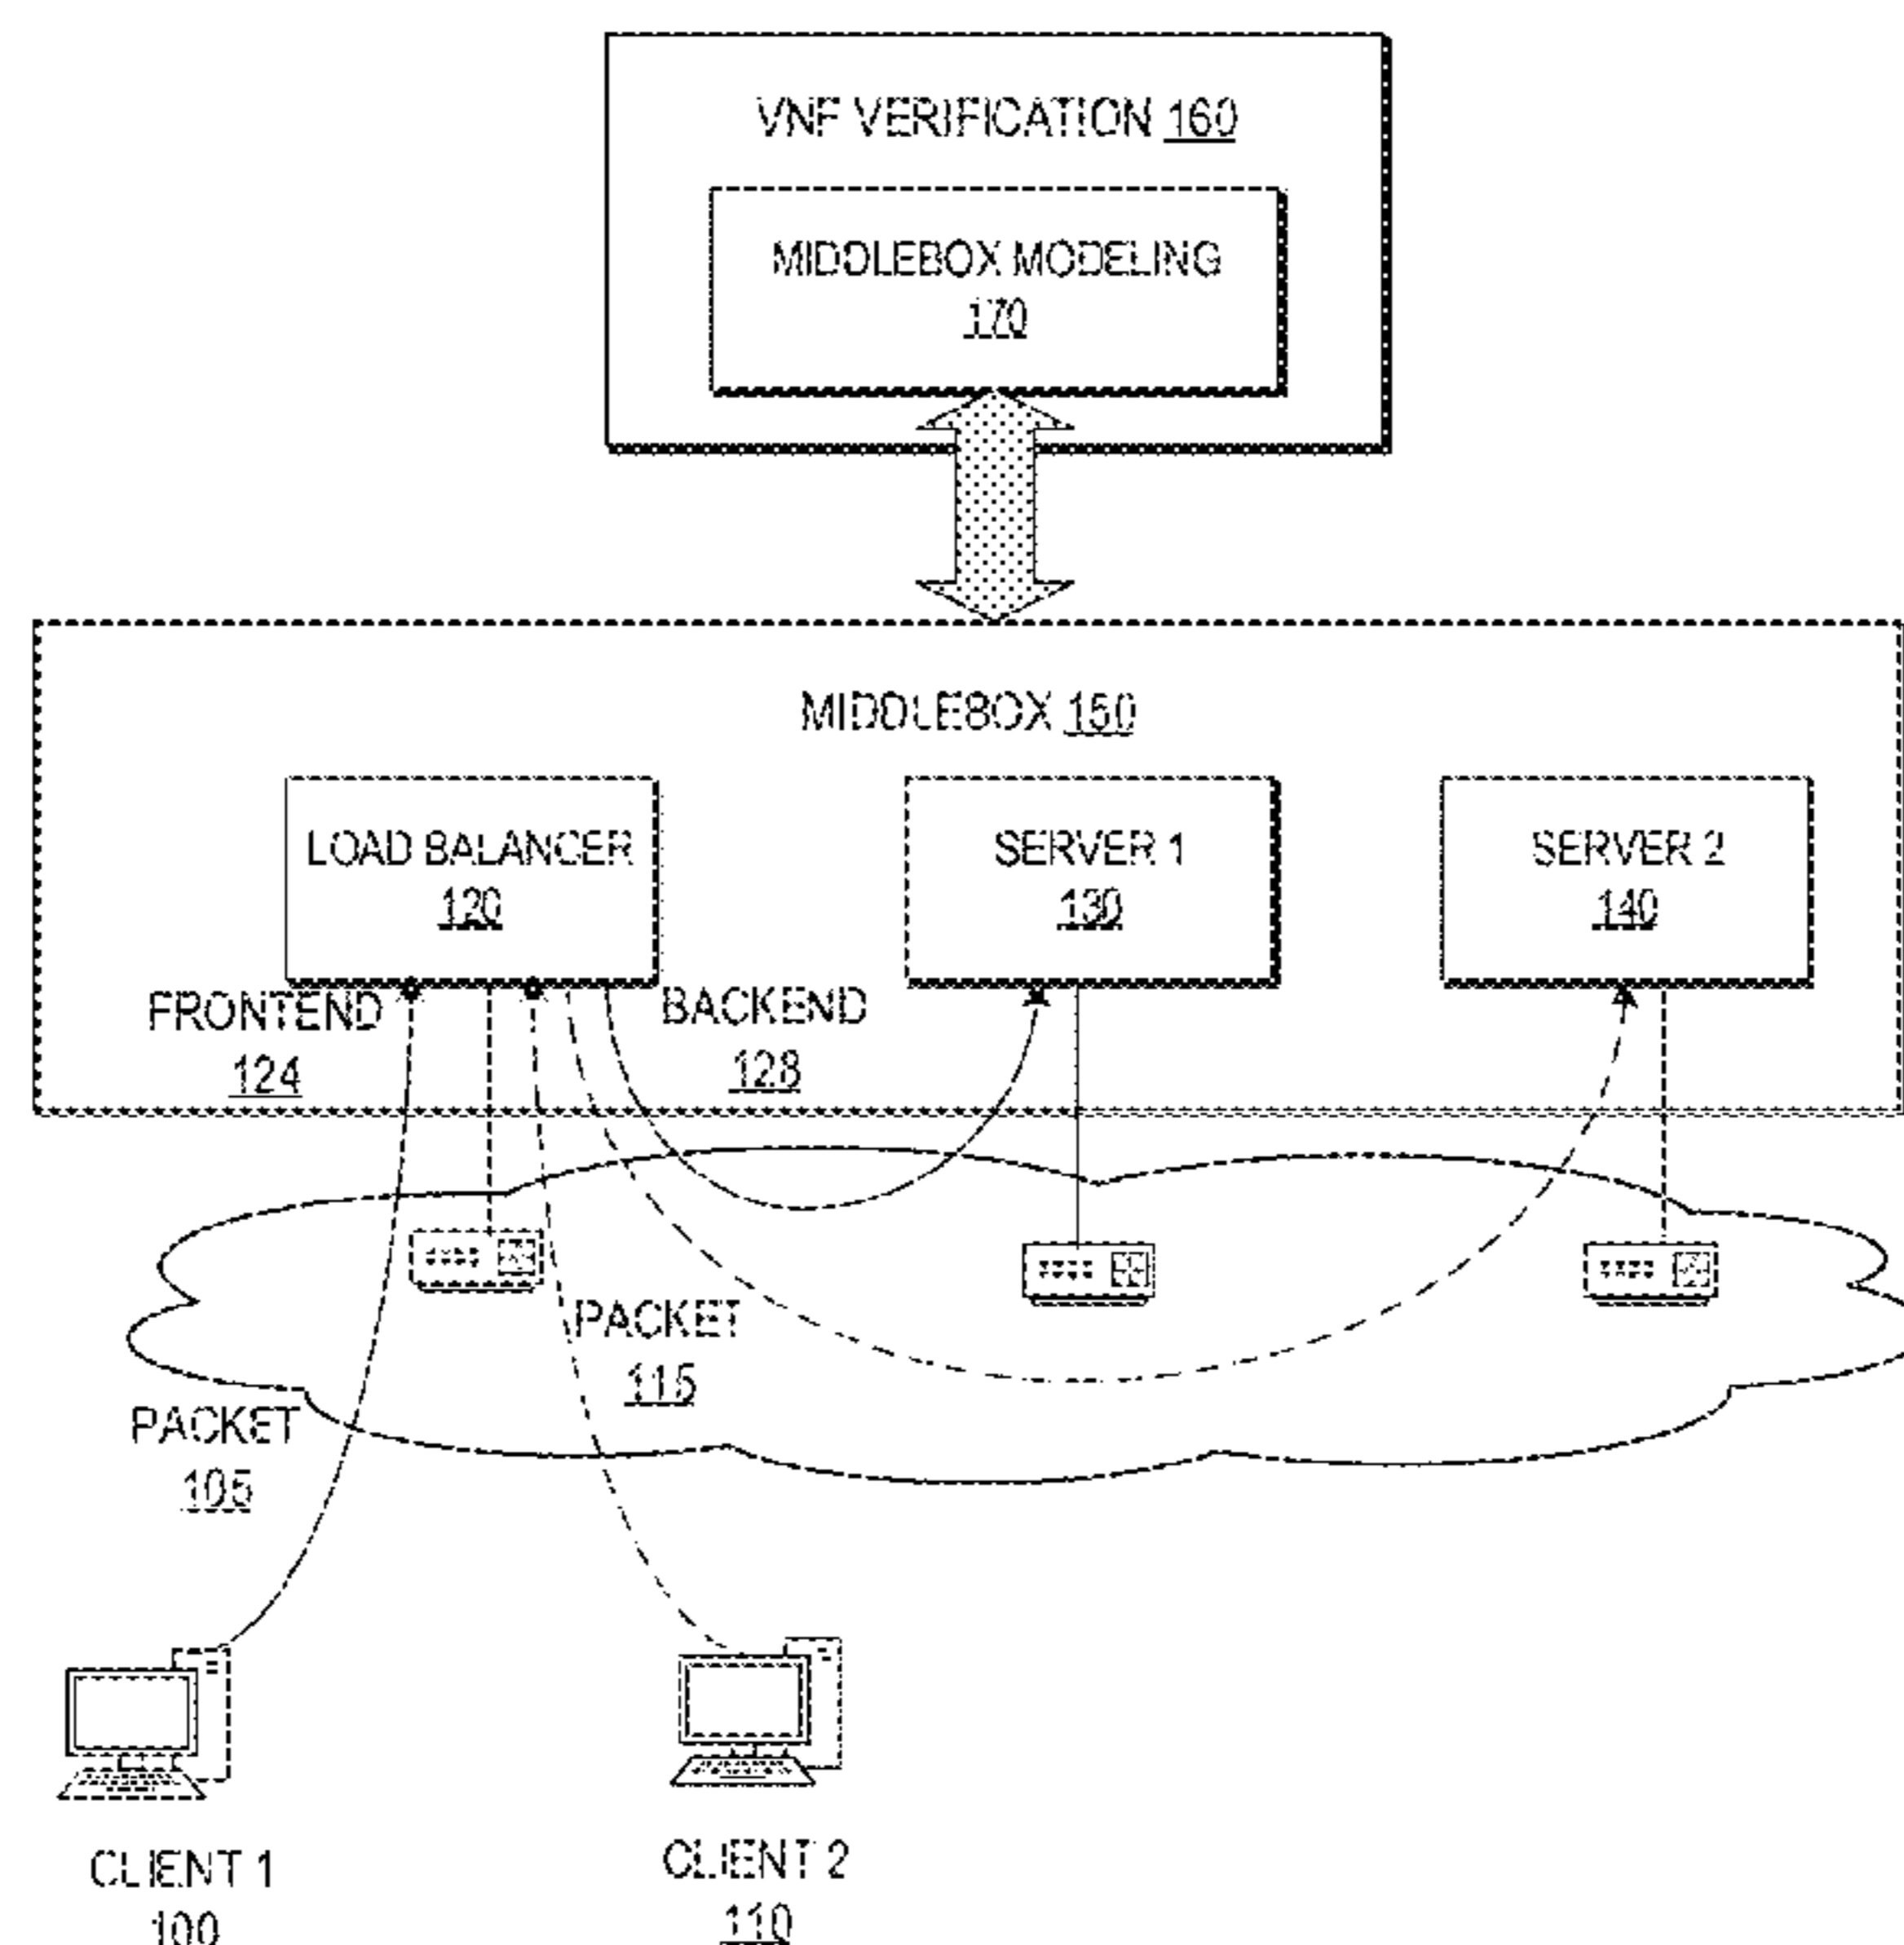 VNF VERIFICATION 160
MIDDLEBOX MODELING
170
MIDDLEBOX 150
LOAD BALANCER
120
SERVER 1
130
SERVER 2
140
FRONTEND
124
BACKEND
128
PACKET
115
PACKET
105
CLIENT 1
100
CLIENT 2
110